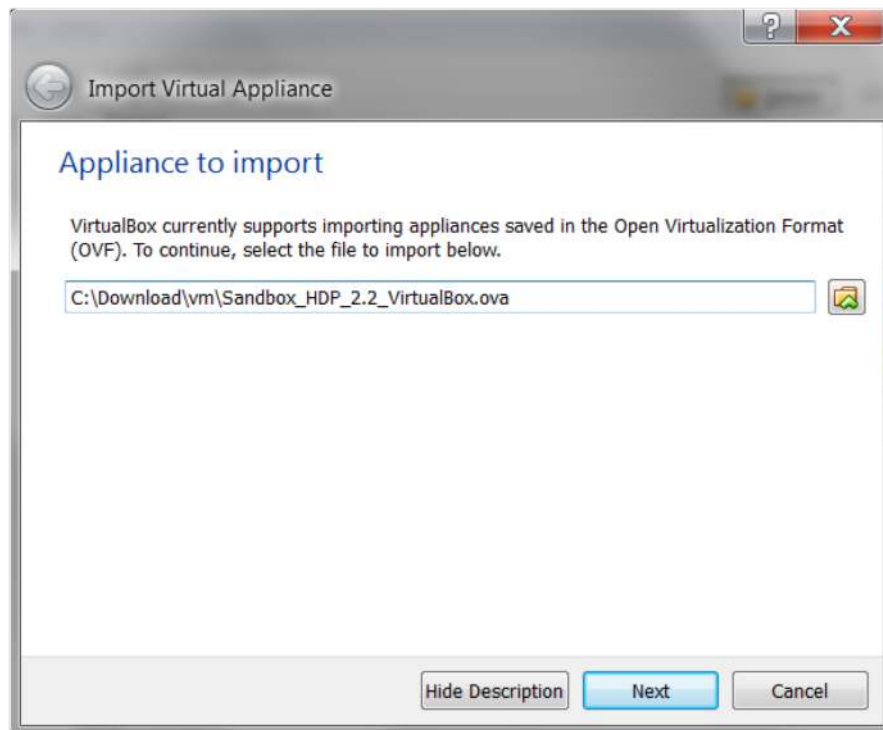 ?
X
Import Virtual Appliance
Appliance to import
VirtualBox currently supports importing appliances saved in the Open Virtualization Format
(OVF). To continue, select the file to import below.
C:\Download\vm\Sandbox_HDP_2.2_VirtualBox.ova
Hide Description Next Cancel